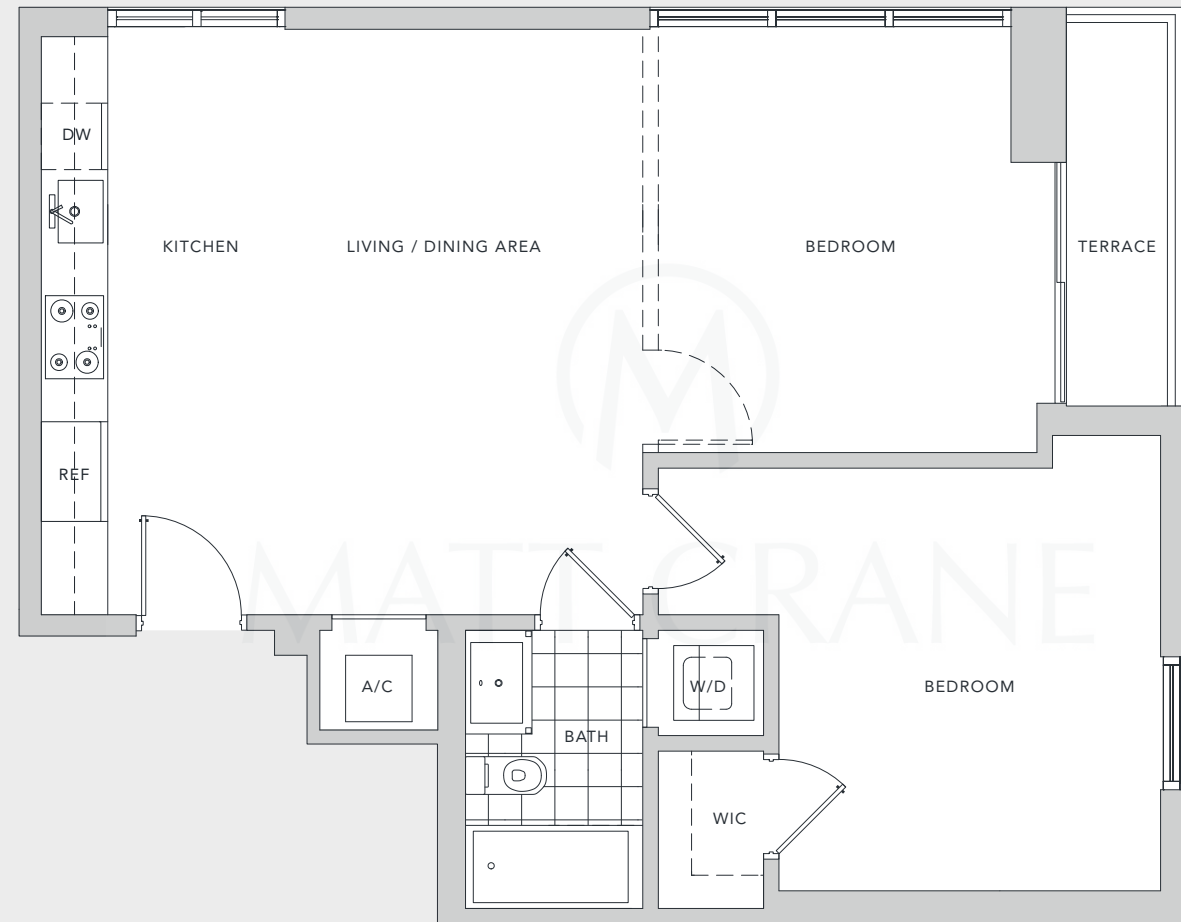 DW
KITCHEN
LIVING / DINING AREA
BEDROOM
TERRACE
REF
MATT CRANE
A/C
W/D
BEDROOM
BATH
WIC